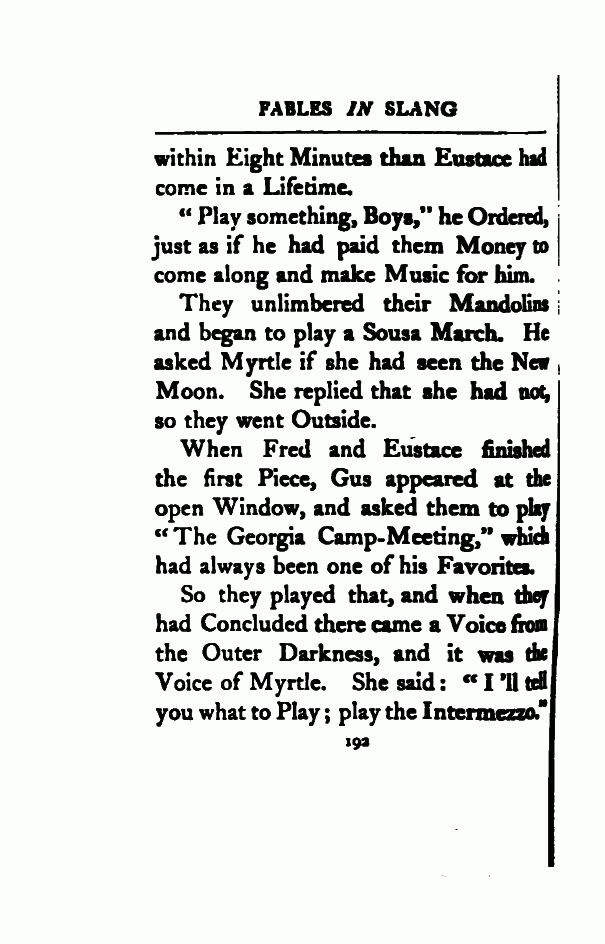 FABLES IN SLANG
within Eight Minutes than Eustace had
come in a Lifetime.
“ Play something, Boys,” he Ordered,
just as if he had paid them Money to
come along and make Music for him.
They unlimbered their Mandolins
and began to play a Sousa March. He
asked Myrtle if she had seen the New
Moon. She replied that she had not,
so they went Outside.
When Fred and Eustace finished
the first Piece, Gus appeared at the
open Window, and asked them to play
“ The Georgia Camp-Meeting,” which
had always been one of his Favorites.
So they played that, and when they
had Concluded there came a Voice from
the Outer Darkness, and it was the
Voice of Myrtle. She said : “ I ’ll tell
you what to Play ; play the Intermezzo.”
192